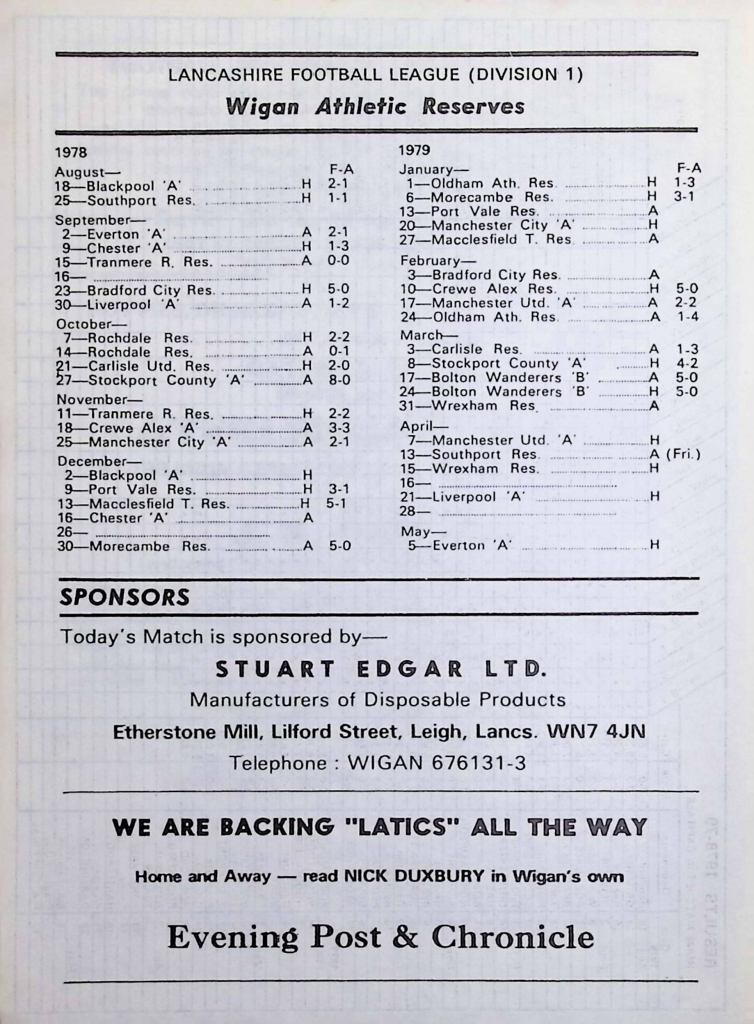 LANCASHIRE FOOTBALL LEAGUE (DIVISION 1)
Wigan Athletic Reserves
1978
August— F-A
18—Blackpool 'A' H 2-1
25—Southport Res. H 1-1
September—
2—Everton 'A' A 2-1
9—Chester 'A' H 1-3
15—Tranmere R. Res. A 0-0
16—
23—Bradford City Res. H 5-0
30—Liverpool 'A' A 1-2
October—
7—Rochdale Res. H 2-2
14—Rochdale Res. A 0-1
21—Carlisle Utd. Res. H 2-0
27—Stockport County 'A' A 8-0
November—
11—Tranmere R. Res. H 2-2
18—Crewe Alex 'A' A 3-3
25—Manchester City 'A' A 2-1
December—
2—Blackpool 'A' H
9—Port Vale Res. H 3-1
13—Macclesfield T. Res. H 5-1
16—Chester 'A' A
26—
30—Morecambe Res. A 5-0
1979
January— F-A
1—Oldham Ath. Res. H 1-3
6—Morecambe Res. H 3-1
13—Port Vale Res. A
20—Manchester City 'A' H
27—Macclesfield T. Res A
February—
3—Bradford City Res. A
10—Crewe Alex Res. H 5-0
17—Manchester Utd. 'A' A 2-2
24—Oldham Ath. Res. A 1-4
March—
3—Carlisle Res. A 1-3
8—Stockport County 'A' H 4-2
17—Bolton Wanderers 'B' A 5-0
24—Bolton Wanderers 'B' H 5-0
31—Wrexham Res. A
April—
7—Manchester Utd. 'A' H
13—Southport Res. A (Fri.)
15—Wrexham Res. H
16—
21—Liverpool 'A' H
28—
May—
5—Everton 'A' H
SPONSORS
Today's Match is sponsored by—
STUART EDGAR LTD.
Manufacturers of Disposable Products
Etherstone Mill, Lilford Street, Leigh, Lancs. WN7 4JN
Telephone : WIGAN 676131-3
WE ARE BACKING "LATICS" ALL THE WAY
Home and Away — read NICK DUXBURY in Wigan's own
Evening Post & Chronicle